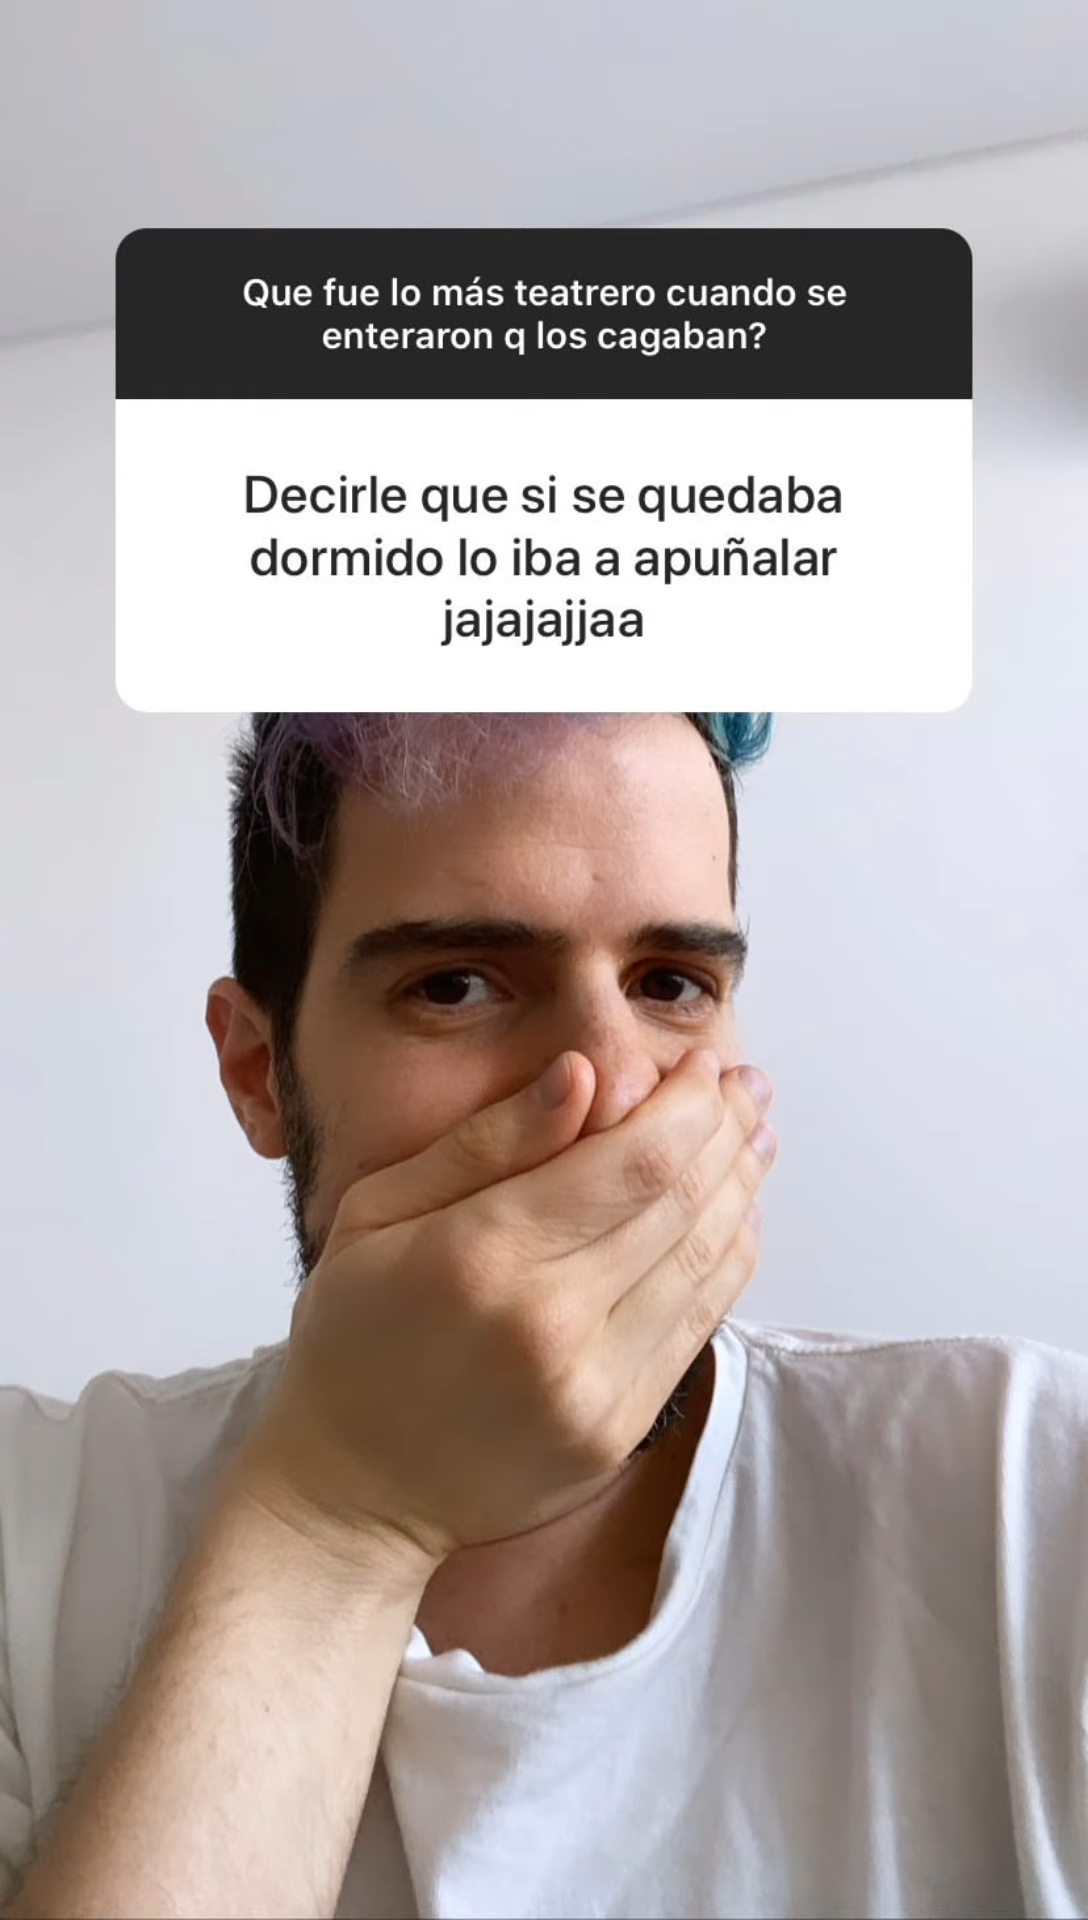 Que fue lo más teatrero cuando se
enteraron q los cagaban?
Decirle que si se quedaba
dormido lo iba a apuñalar
jajajajjaa